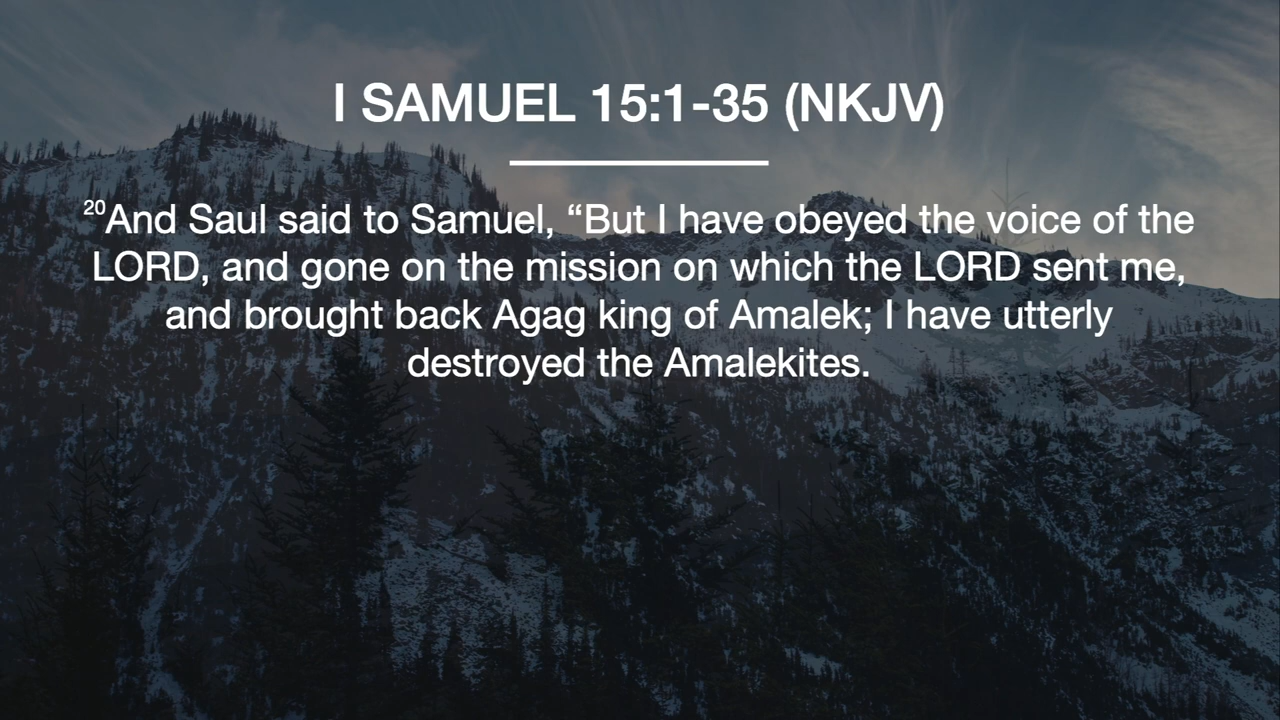 I SAMUEL 15:1-35 (NKJV)
20And Saul said to Samuel, “But I have obeyed the voice of the
LORD, and gone on the mission on which the LORD sent me,
and brought back Agag king of Amalek; I have utterly
destroyed the Amalekites.